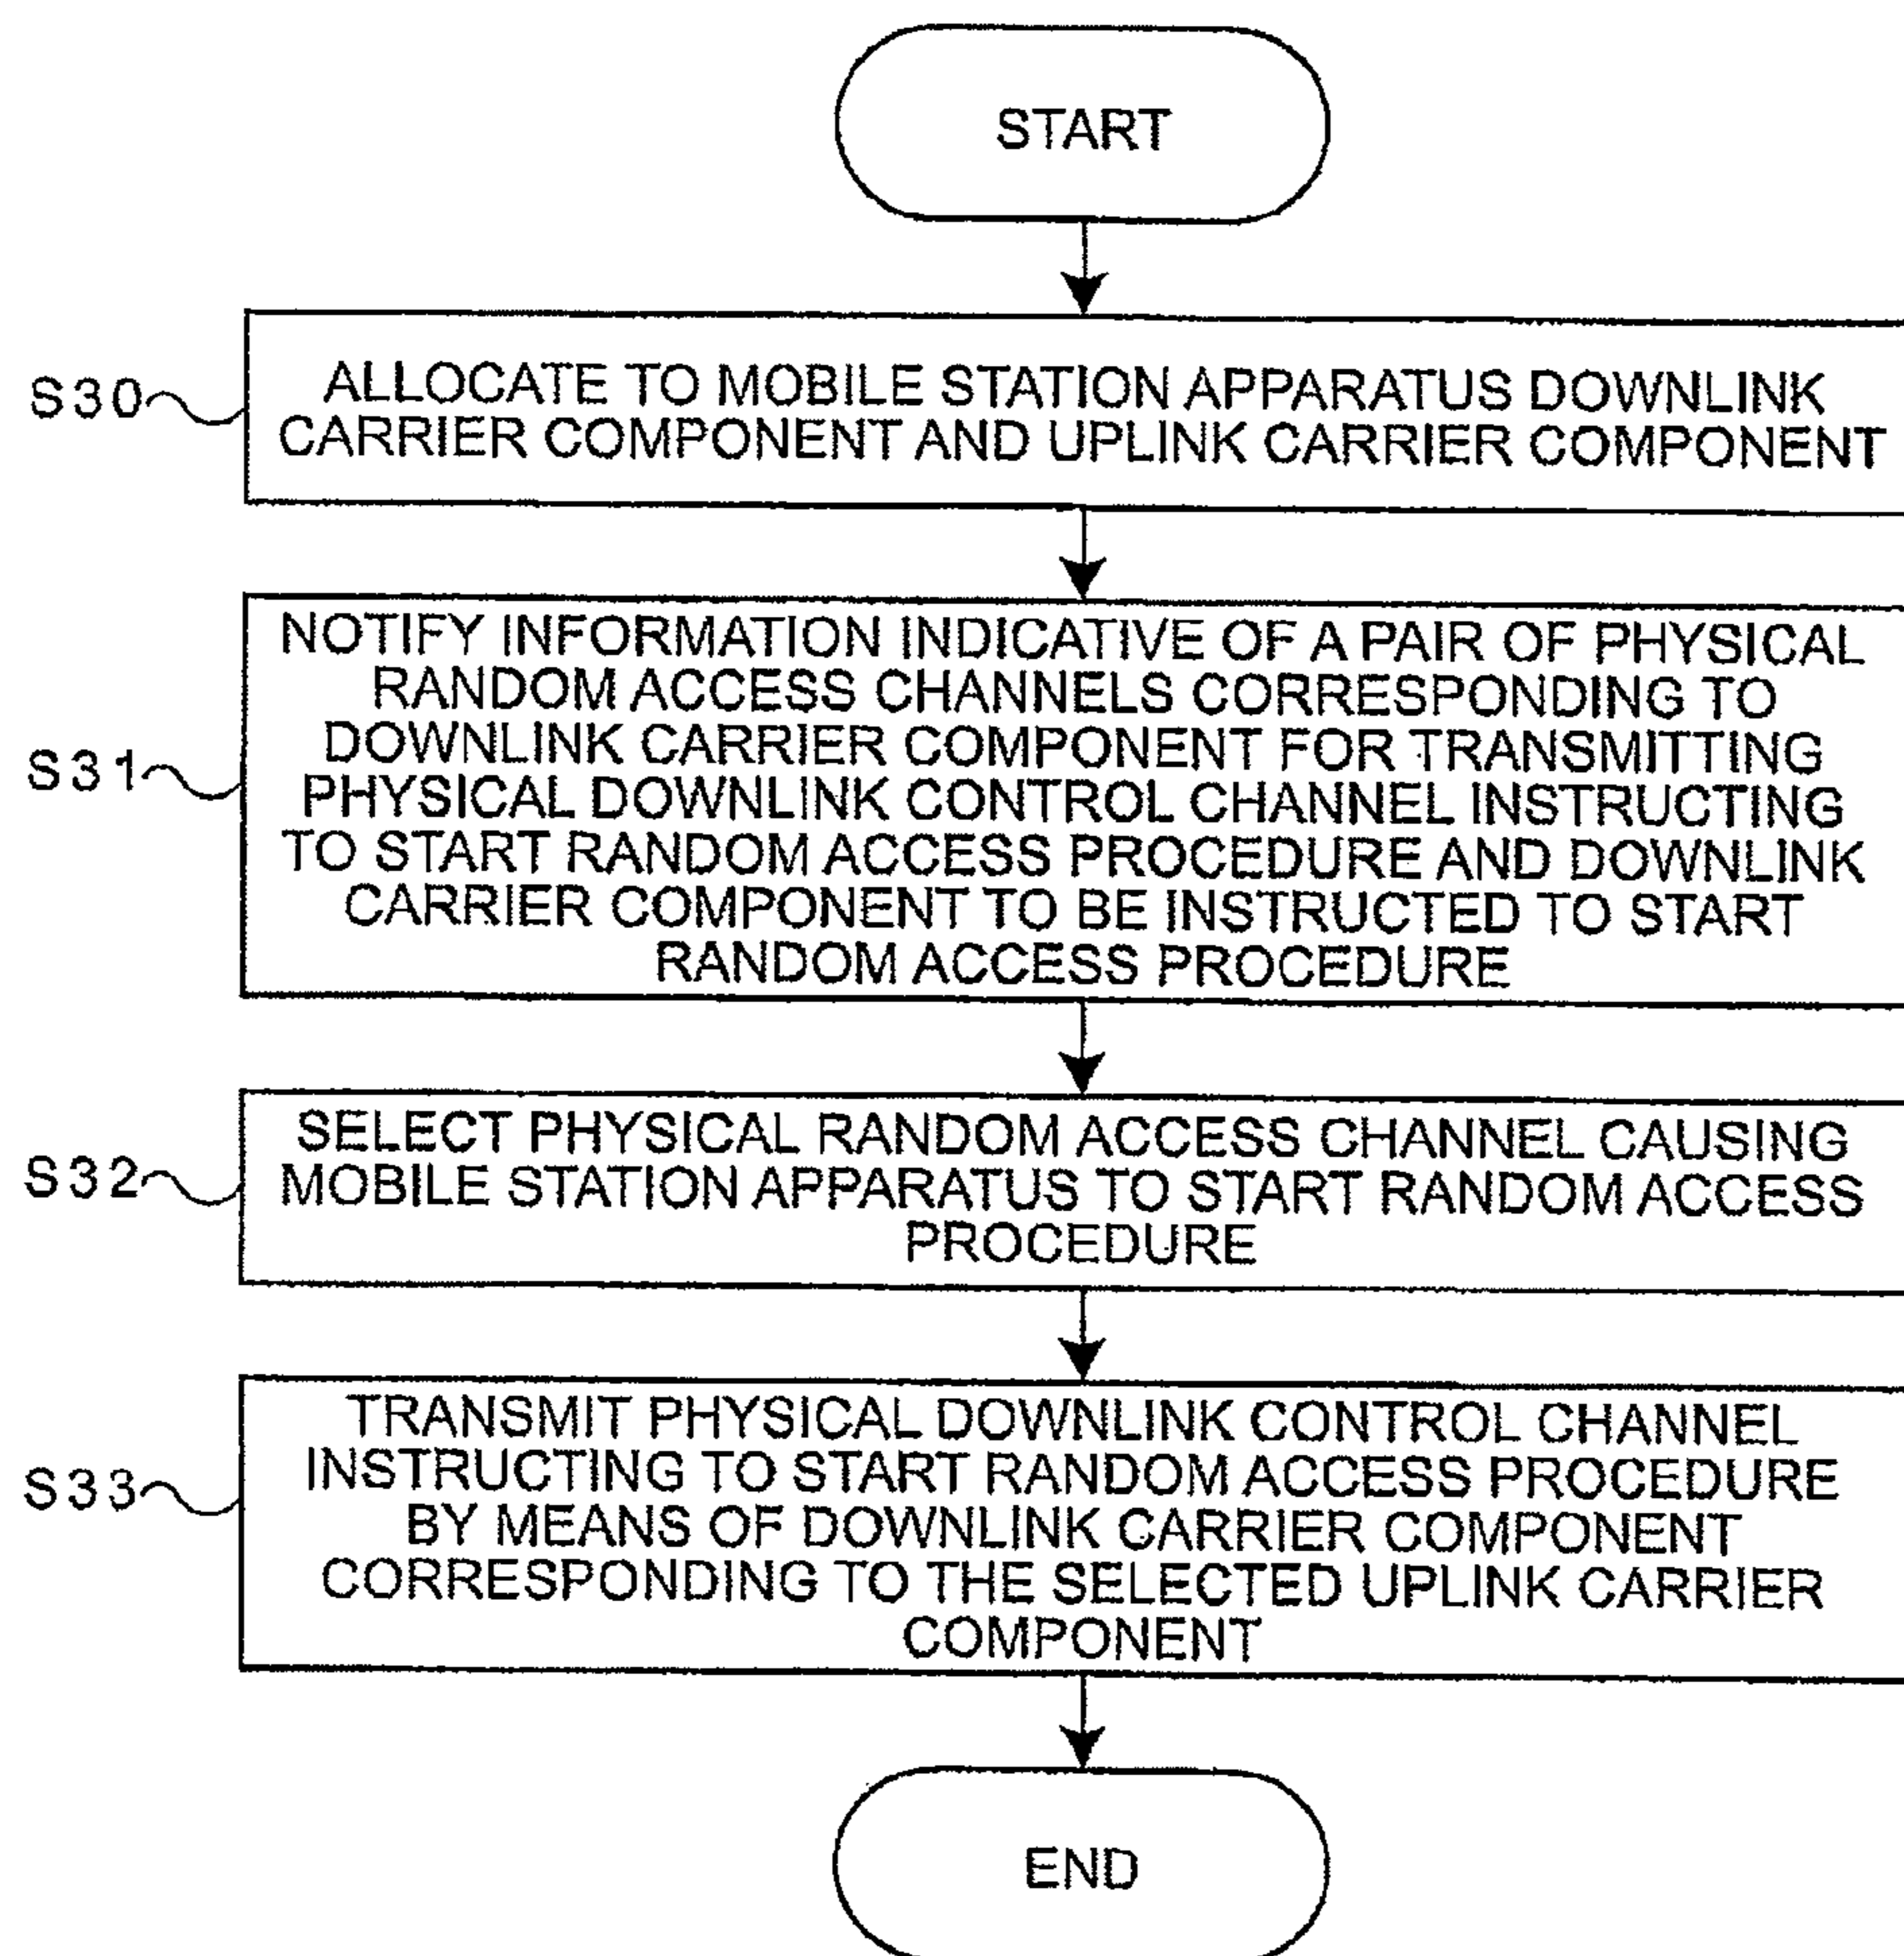 START
S30
ALLOCATE TO MOBILE STATION APPARATUS DOWNLINK
CARRIER COMPONENT AND UPLINK CARRIER COMPONENT
S31
NOTIFY INFORMATION INDICATIVE OF A PAIR OF PHYSICAL
RANDOM ACCESS CHANNELS CORRESPONDING TO
DOWNLINK CARRIER COMPONENT FOR TRANSMITTING
PHYSICAL DOWNLINK CONTROL CHANNEL INSTRUCTING
TO START RANDOM ACCESS PROCEDURE AND DOWNLINK
CARRIER COMPONENT TO BE INSTRUCTED TO START
RANDOM ACCESS PROCEDURE
S32
SELECT PHYSICAL RANDOM ACCESS CHANNEL CAUSING
MOBILE STATION APPARATUS TO START RANDOM ACCESS
PROCEDURE
S33
TRANSMIT PHYSICAL DOWNLINK CONTROL CHANNEL
INSTRUCTING TO START RANDOM ACCESS PROCEDURE
BY MEANS OF DOWNLINK CARRIER COMPONENT
CORRESPONDING TO THE SELECTED UPLINK CARRIER
COMPONENT
END